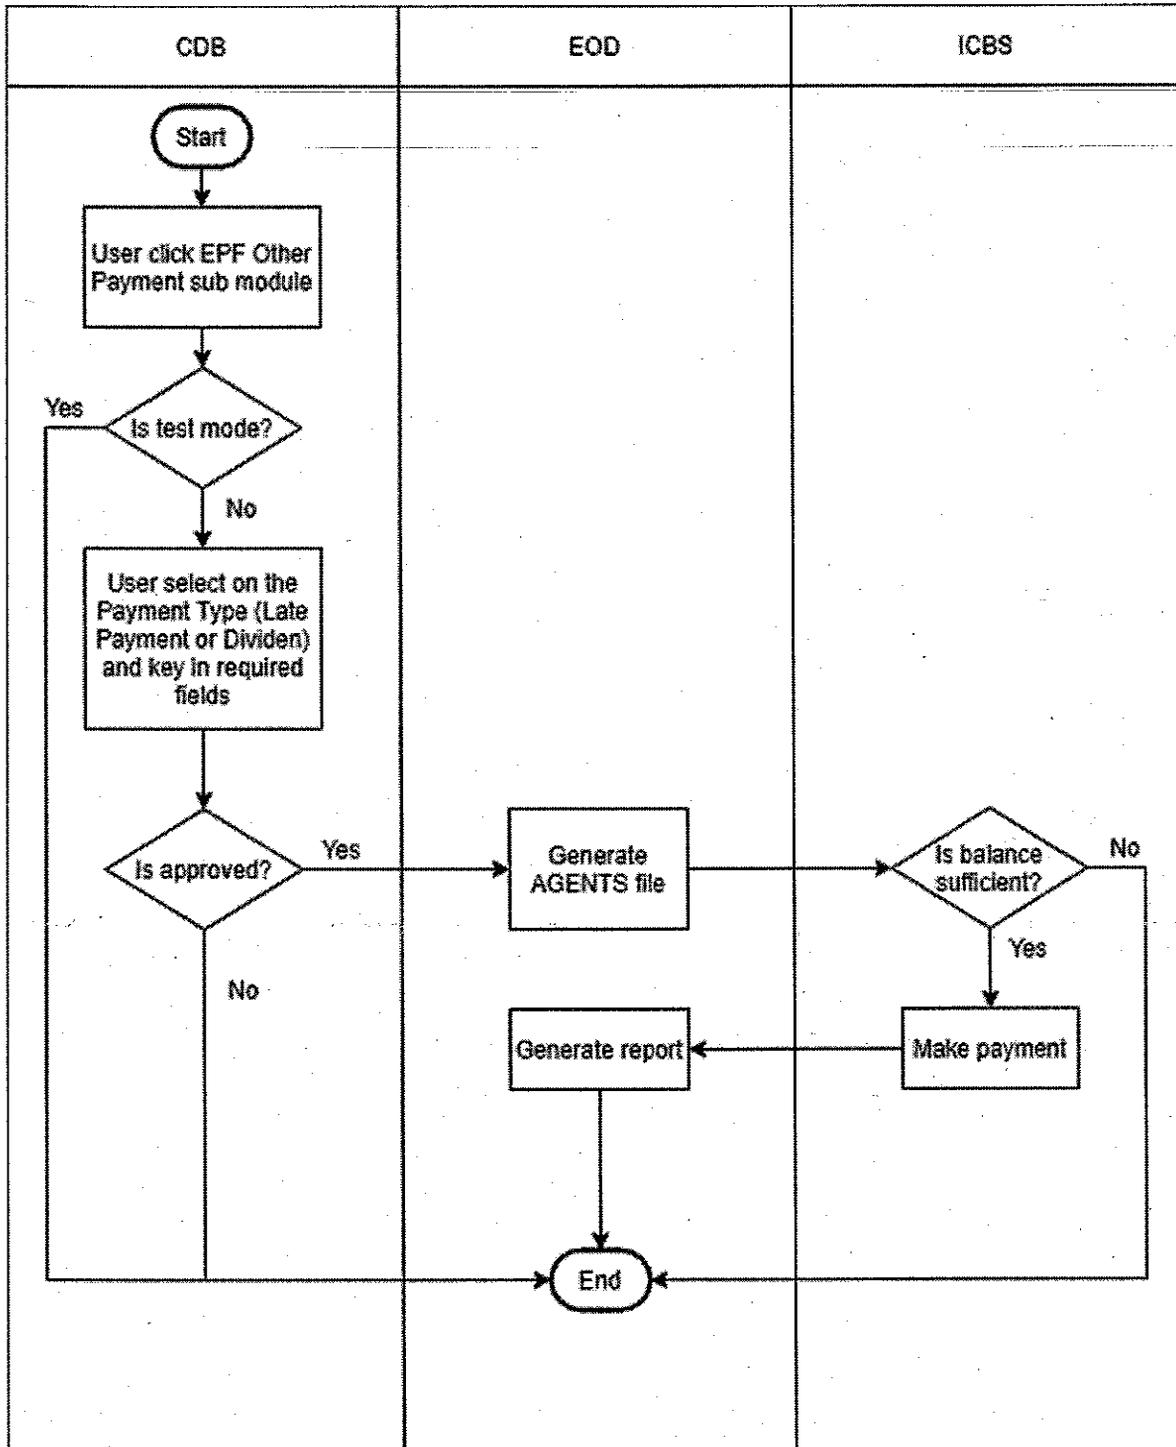 CDB
EOD
ICBS
Start
User click EPF Other
Payment sub module
Yes
Is test mode?
No
User select on the
Payment Type (Late
Payment or Dividen)
and key in required
fields
Is approved?
Yes
Generate
AGENTS file
Is balance
sufficient?
No
Yes
No
Generate report
Make payment
End